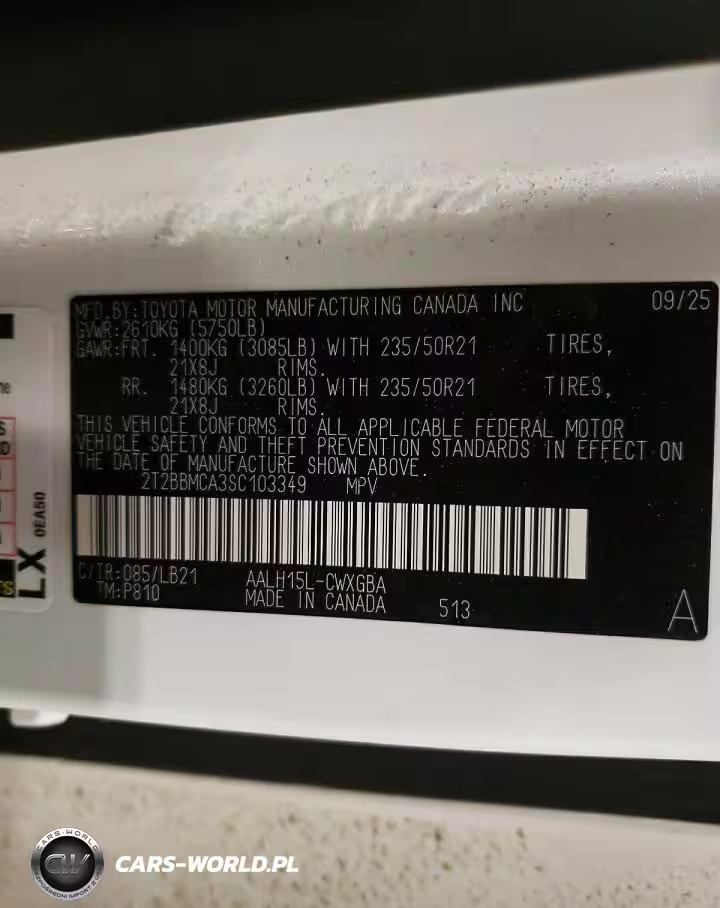 MFD.BY:TOYOTA MOTOR MANUFACTURING CANADA INC 09/25
GVWR:2610KG (5750LB)
GAWR:FRT. 1400KG (3085LB) WITH 235/50R21 TIRES,
21X8J RIMS.
RR. 1480KG (3260LB) WITH 235/50R21 TIRES,
21X8J RIMS.
THIS VEHICLE CONFORMS TO ALL APPLICABLE FEDERAL MOTOR
VEHICLE SAFETY AND THEFT PREVENTION STANDARDS IN EFFECT ON
THE DATE OF MANUFACTURE SHOWN ABOVE.
2T2BBMCA3SC103349 MPV
C/TR:085/LB21 AALH15L-CWXGBA
TM:P810 MADE IN CANADA 513
A
LX
0EA50
CARS-WORLD
CW
CARS-WORLD.PL